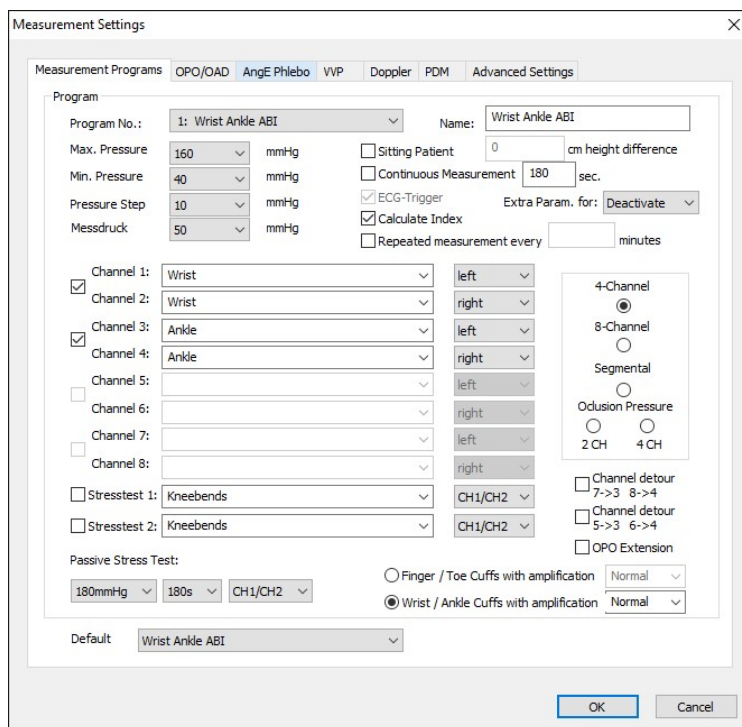 Measurement Settings
Measurement Programs OPO/OAD AngE Phlebo VVP Doppler PDM Advanced Settings
Program
Program No.: 1: Wrist Ankle ABI Name: Wrist Ankle ABI
Max. Pressure 160 mmHg Sitting Patient 0 cm height difference
Min. Pressure 40 mmHg Continuous Measurement 180 sec.
Pressure Step 10 mmHg ECG-Trigger Extra Param. for: Deactivate
Messdruck 50 mmHg Calculate Index
Repeated measurement every minutes
Channel 1: Wrist left
Channel 2: Wrist right
Channel 3: Ankle left
Channel 4: Ankle right
Channel 5: left
Channel 6: right
Channel 7: left
Channel 8: right
4-Channel
8-Channel
Segmental
Oclusion Pressure
2 CH 4 CH
Stresstest 1: Kneebends CH1/CH2
Stresstest 2: Kneebends CH1/CH2
Channel detour
7->3 8->4
Channel detour
5->3 6->4
OPO Extension
Passive Stress Test:
180mmHg 180s CH1/CH2
Finger / Toe Cuffs with amplification Normal
Wrist / Ankle Cuffs with amplification Normal
Default Wrist Ankle ABI
OK Cancel